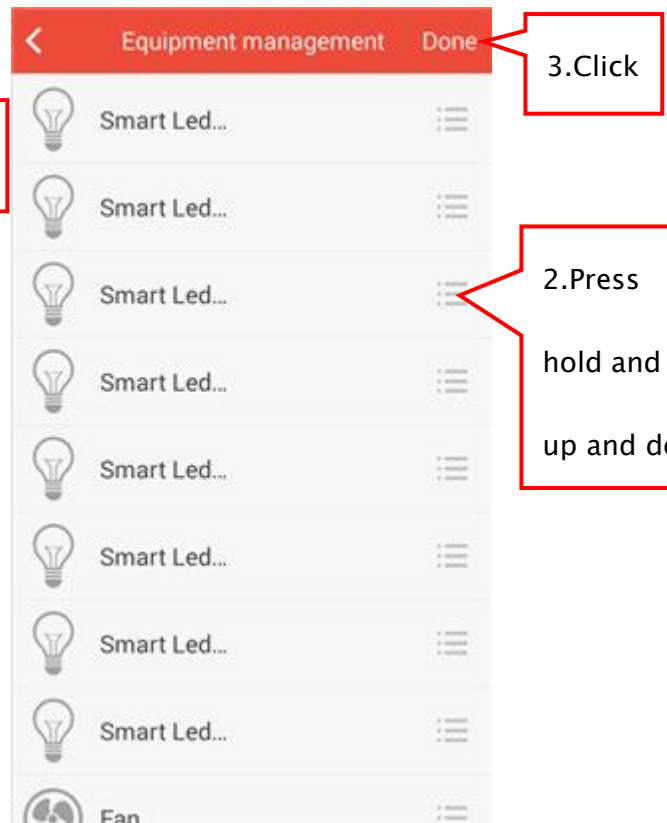 Equipment management Done
3.Click
Smart Led...
Smart Led...
2.Press
Smart Led...
hold and
Smart Led...
up and
Smart Led...
Smart Led...
Smart Led...
Smart Led...
Fan